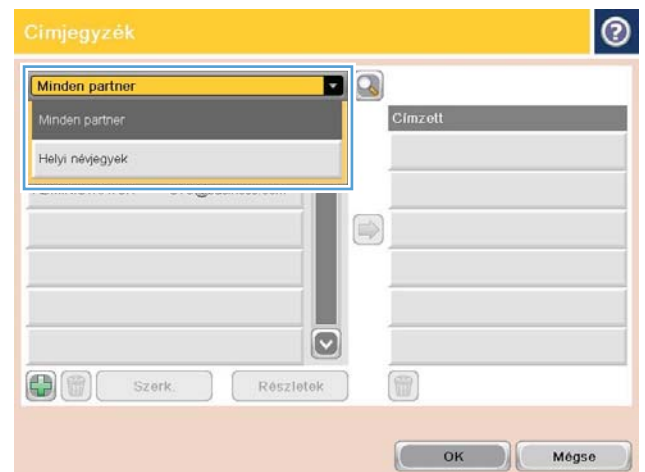 Címjegyzék
Minden partner
Minden partner
Címzett
Helyi névjegyek
Szerk.
Részletek
OK
Mégse